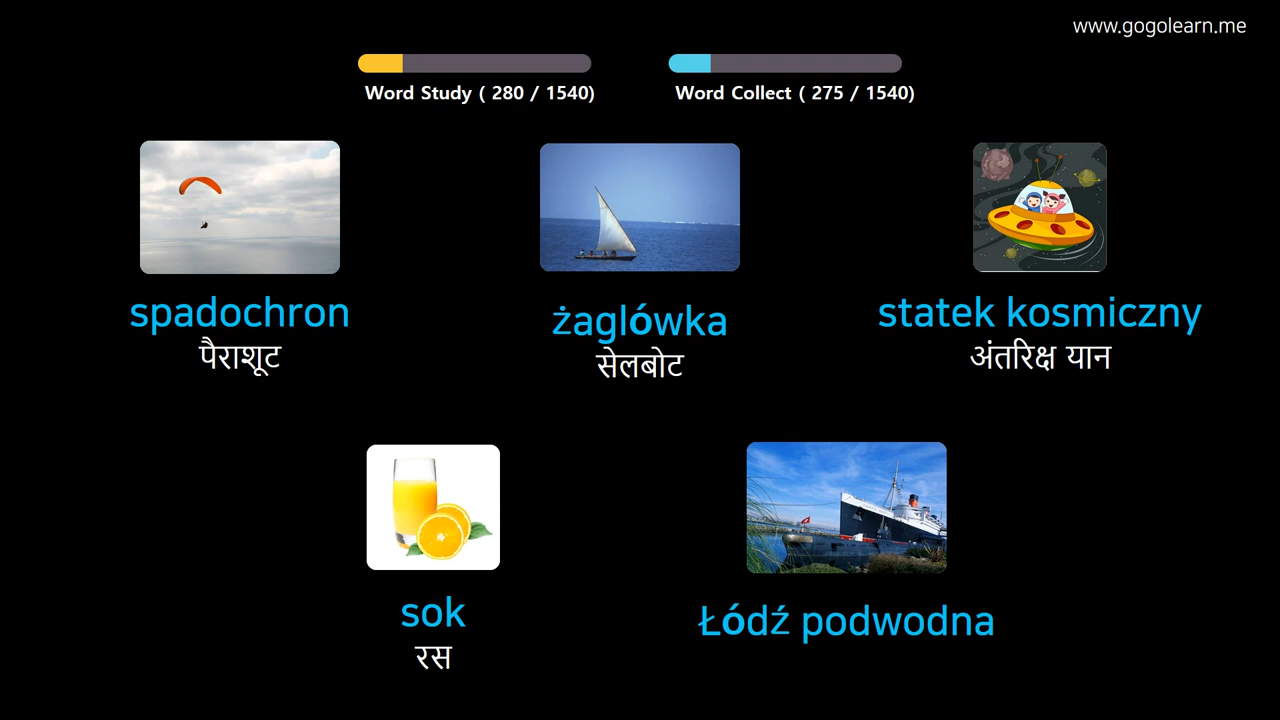 www.gogolearn.me
Word Study ( 280 / 1540)
Word Collect ( 275 / 1540)
spadochron
पैराशूट
żaglówka
सेलबोट
statek kosmiczny
अंतरिक्ष यान
sok
रस
Łódź podwodna